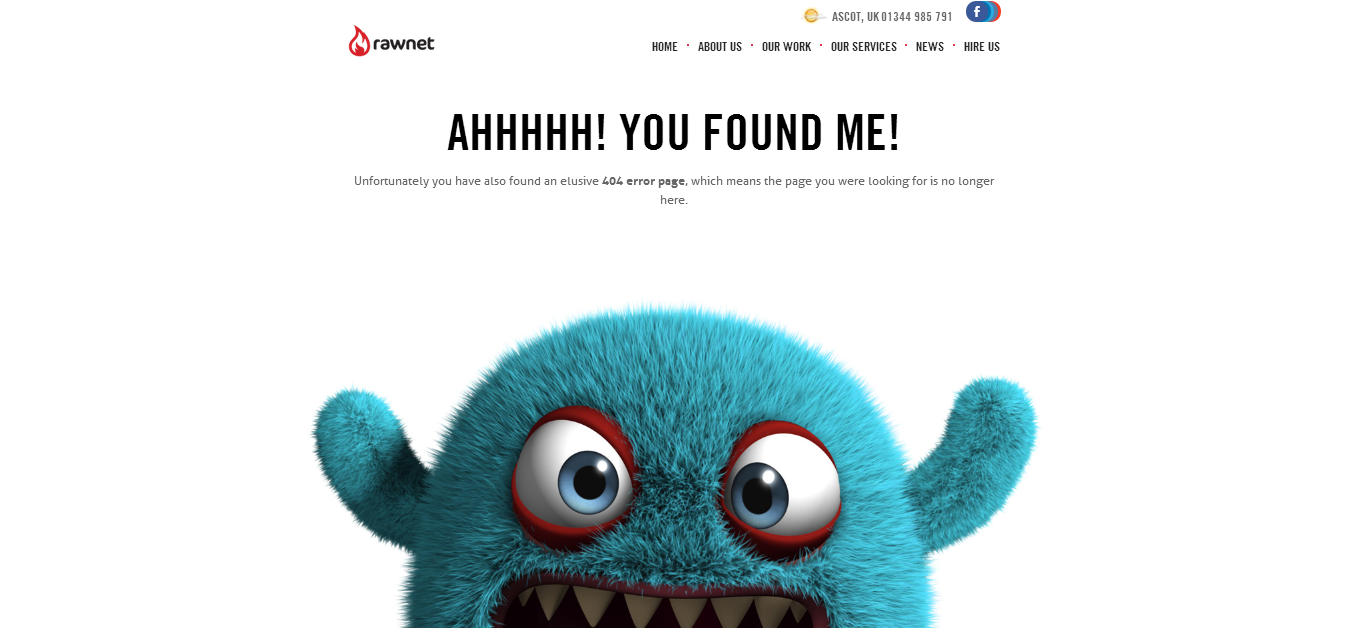 ASCOT, UK 01344 985 791
f
rawnet
HOME · ABOUT US · OUR WORK · OUR SERVICES · NEWS · HIRE US
AHHHHH! YOU FOUND ME!
Unfortunately you have also found an elusive 404 error page, which means the page you were looking for is no longer
here.